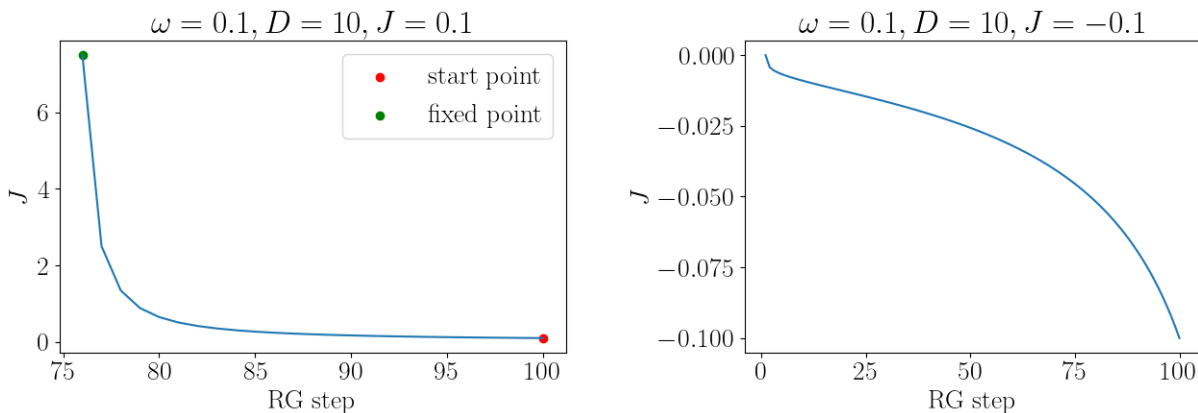 ω = 0.1, D = 10, J = 0.1
start point
fixed point
J
6
4
2
0
75
80
85
90
95
100
RG step
ω = 0.1, D = 10, J = −0.1
J
0.000
−0.025
−0.050
−0.075
−0.100
0
25
50
75
100
RG step